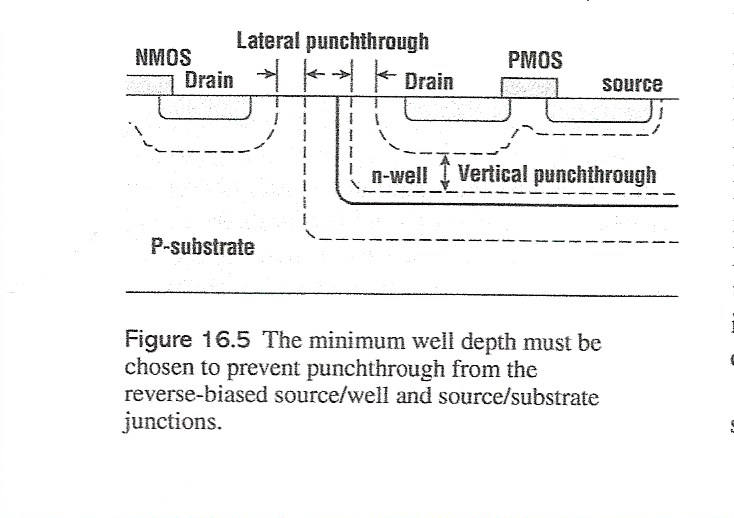 Lateral punchthrough
NMOS
PMOS
Drain
Drain
source
n-well
Vertical punchthrough
P-substrate
Figure 16.5 The minimum well depth must be
chosen to prevent punchthrough from the
reverse-biased source/well and source/substrate
junctions.